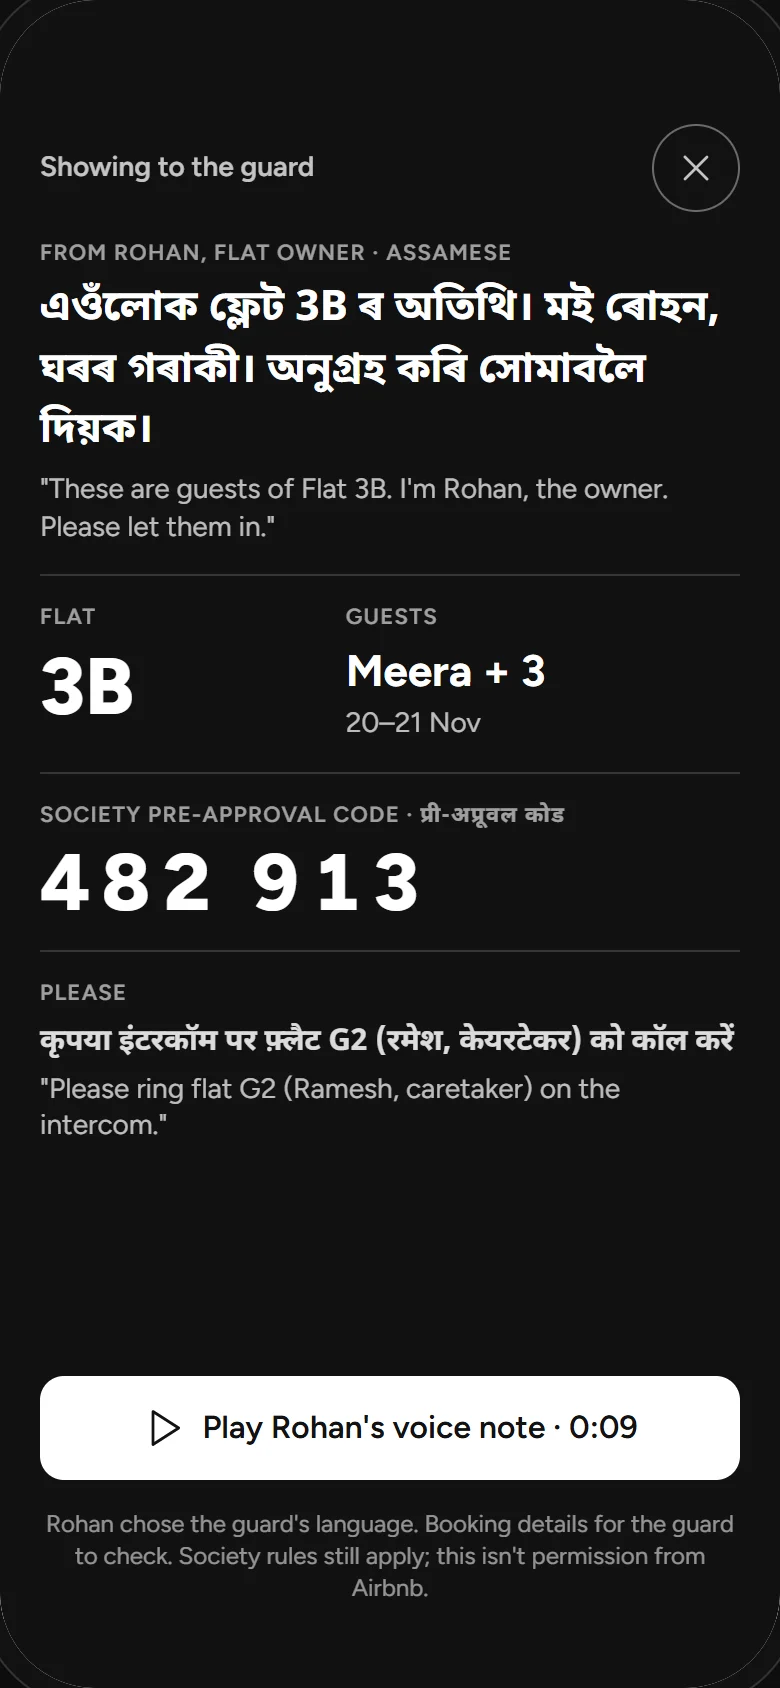 Showing to the guard
FROM ROHAN, FLAT OWNER · ASSAMESE
এওঁলোক ফ্লেট 3B ৰ অতিথি। মই ৰোহন,
ঘৰৰ গৰাকী। অনুগ্ৰহ কৰি সোমাবলৈ
দিয়ক।
"These are guests of Flat 3B. I'm Rohan, the owner.
Please let them in."
FLAT
GUESTS
3B
Meera + 3
20–21 Nov
SOCIETY PRE-APPROVAL CODE · प्री-अप्रूवल कोड
482 913
PLEASE
कृपया इंटरकॉम पर फ़्लैट G2 (रमेश, केयरटेकर) को कॉल करें
"Please ring flat G2 (Ramesh, caretaker) on the
intercom."
Play Rohan's voice note · 0:09
Rohan chose the guard's language. Booking details for the guard
to check. Society rules still apply; this isn't permission from
Airbnb.